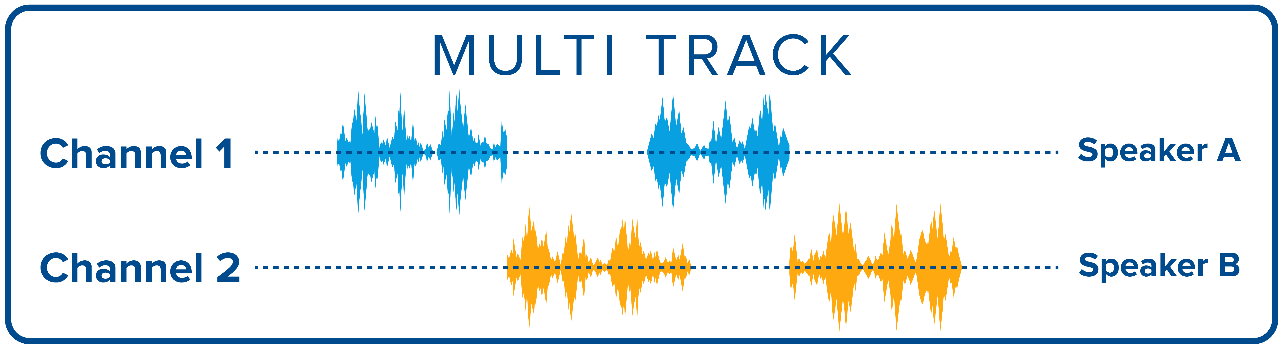 MULTI TRACK
Channel 1 Speaker A
Channel 2 Speaker B